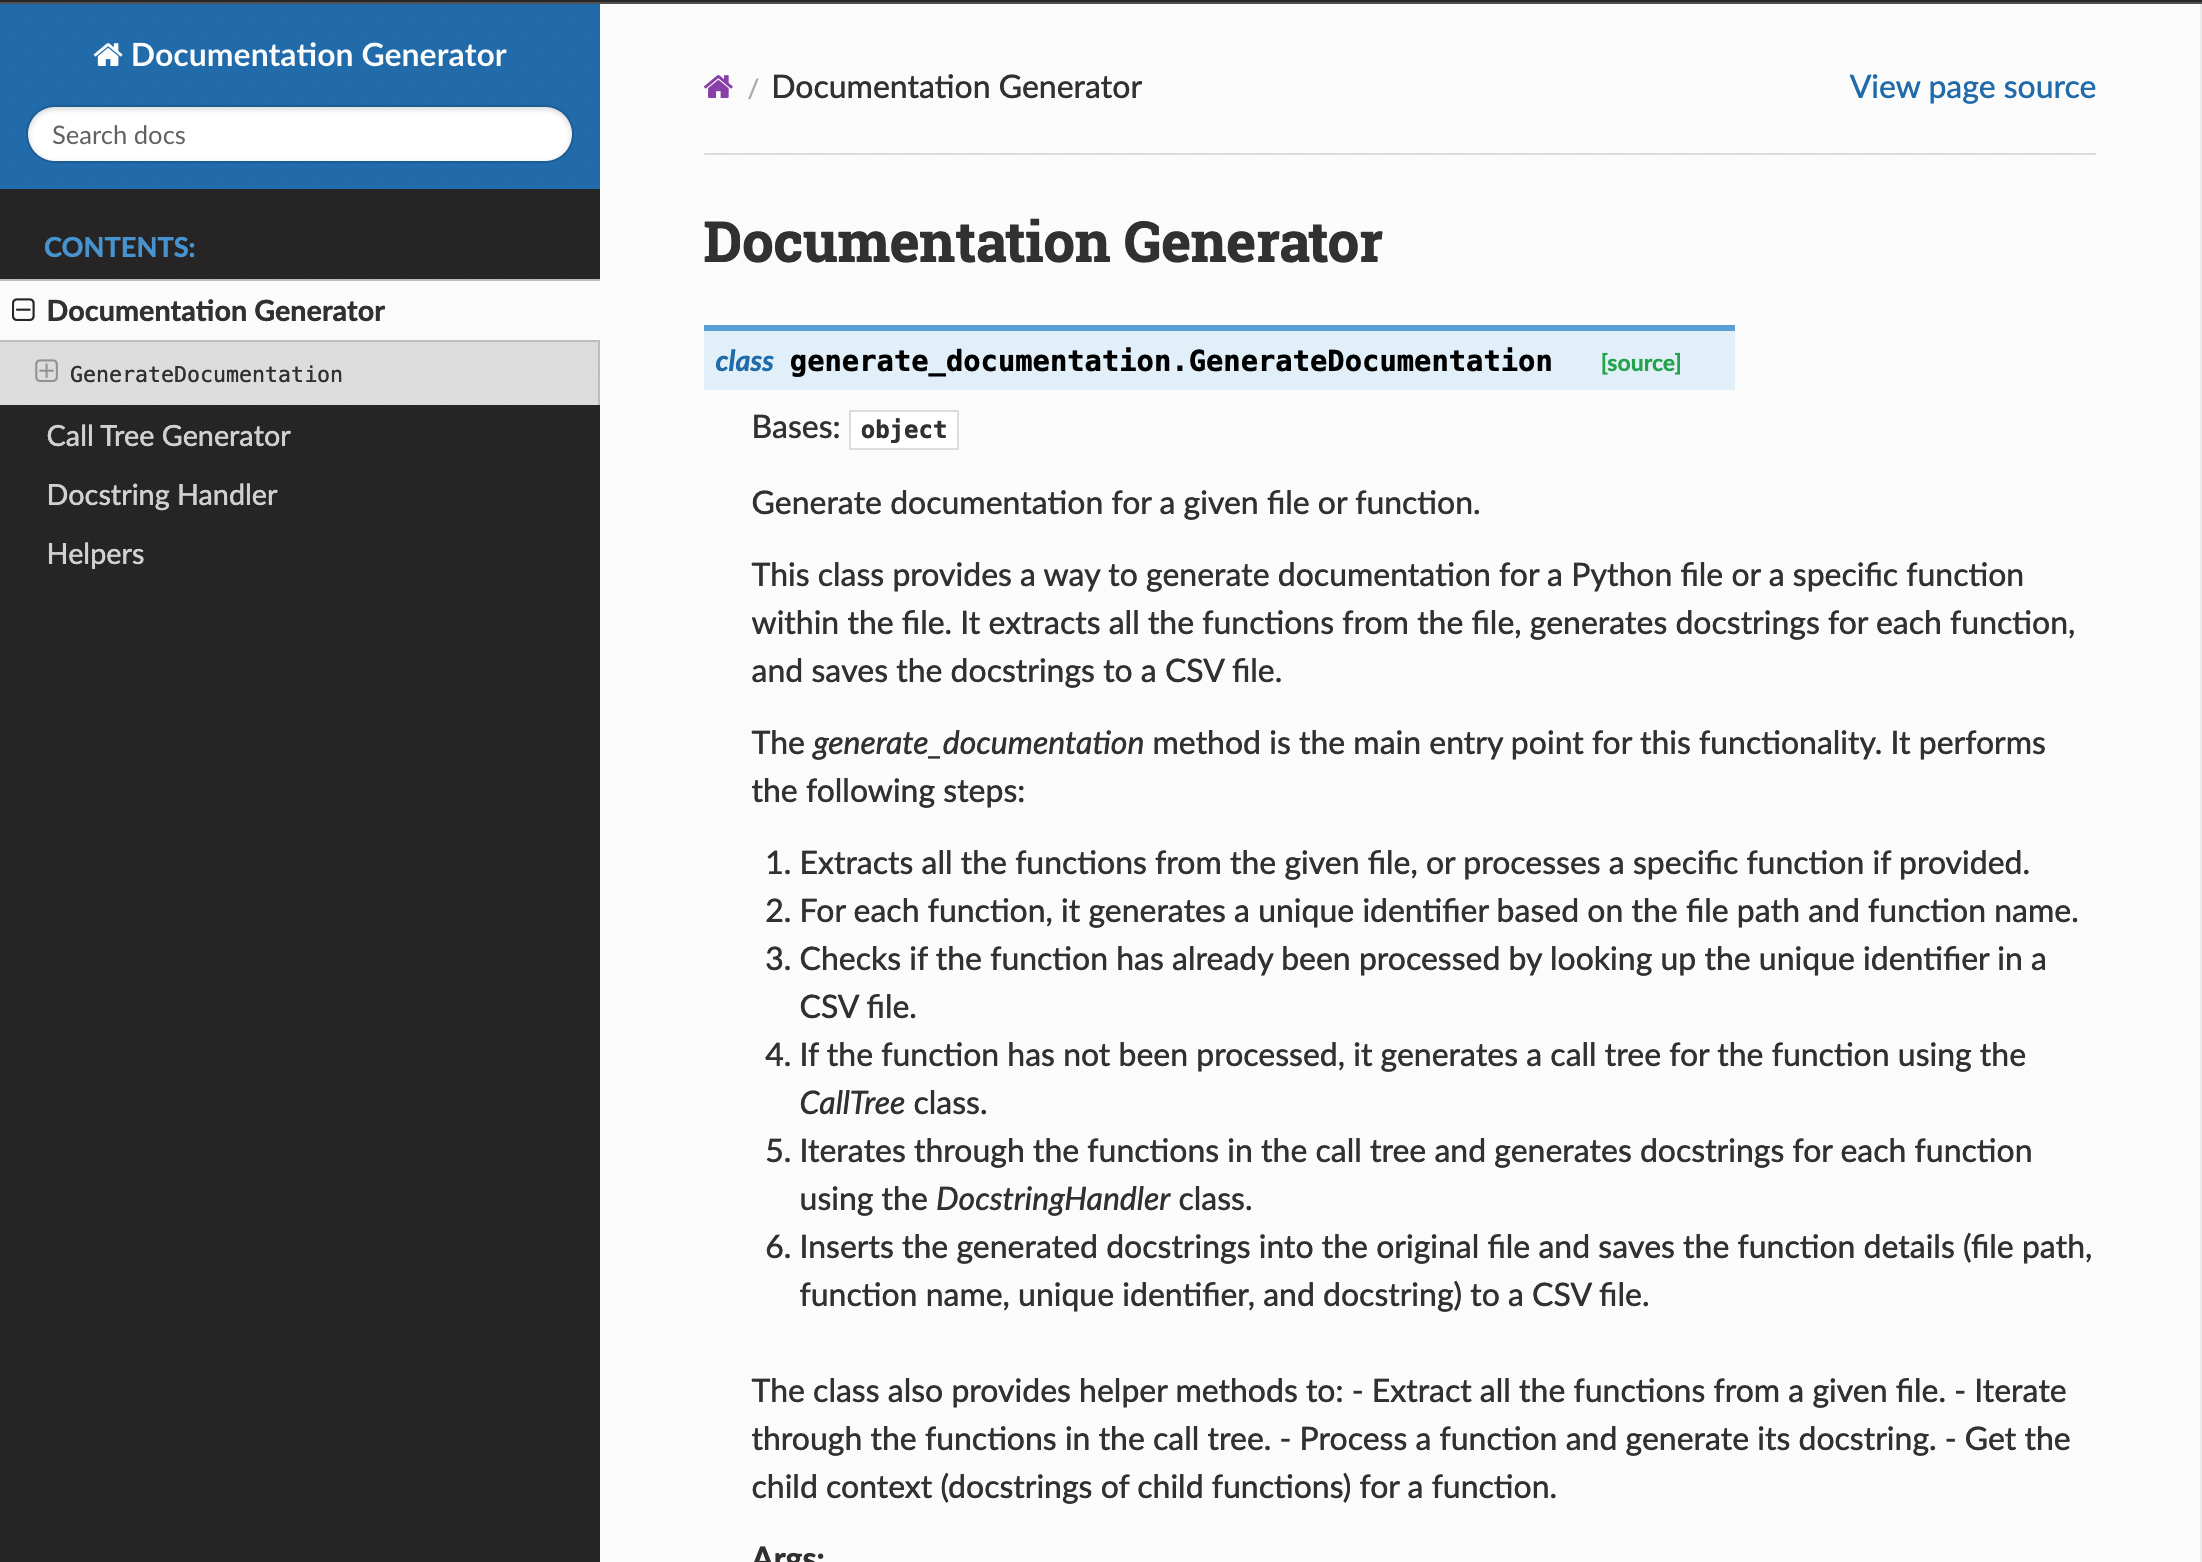 Documentation Generator
Search docs
CONTENTS:
Documentation Generator
GenerateDocumentation
Call Tree Generator
Docstring Handler
Helpers
/ Documentation Generator
View page source
Documentation Generator
class generate_documentation.GenerateDocumentation [source]
Bases: object
Generate documentation for a given file or function.
This class provides a way to generate documentation for a Python file or a specific function
within the file. It extracts all the functions from the file, generates docstrings for each function,
and saves the docstrings to a CSV file.
The generate_documentation method is the main entry point for this functionality. It performs
the following steps:
1. Extracts all the functions from the given file, or processes a specific function if provided.
2. For each function, it generates a unique identifier based on the file path and function name.
3. Checks if the function has already been processed by looking up the unique identifier in a
CSV file.
4. If the function has not been processed, it generates a call tree for the function using the
CallTree class.
5. Iterates through the functions in the call tree and generates docstrings for each function
using the DocstringHandler class.
6. Inserts the generated docstrings into the original file and saves the function details (file path,
function name, unique identifier, and docstring) to a CSV file.
The class also provides helper methods to: - Extract all the functions from a given file. - Iterate
through the functions in the call tree. - Process a function and generate its docstring. - Get the
child context (docstrings of child functions) for a function.
Args: